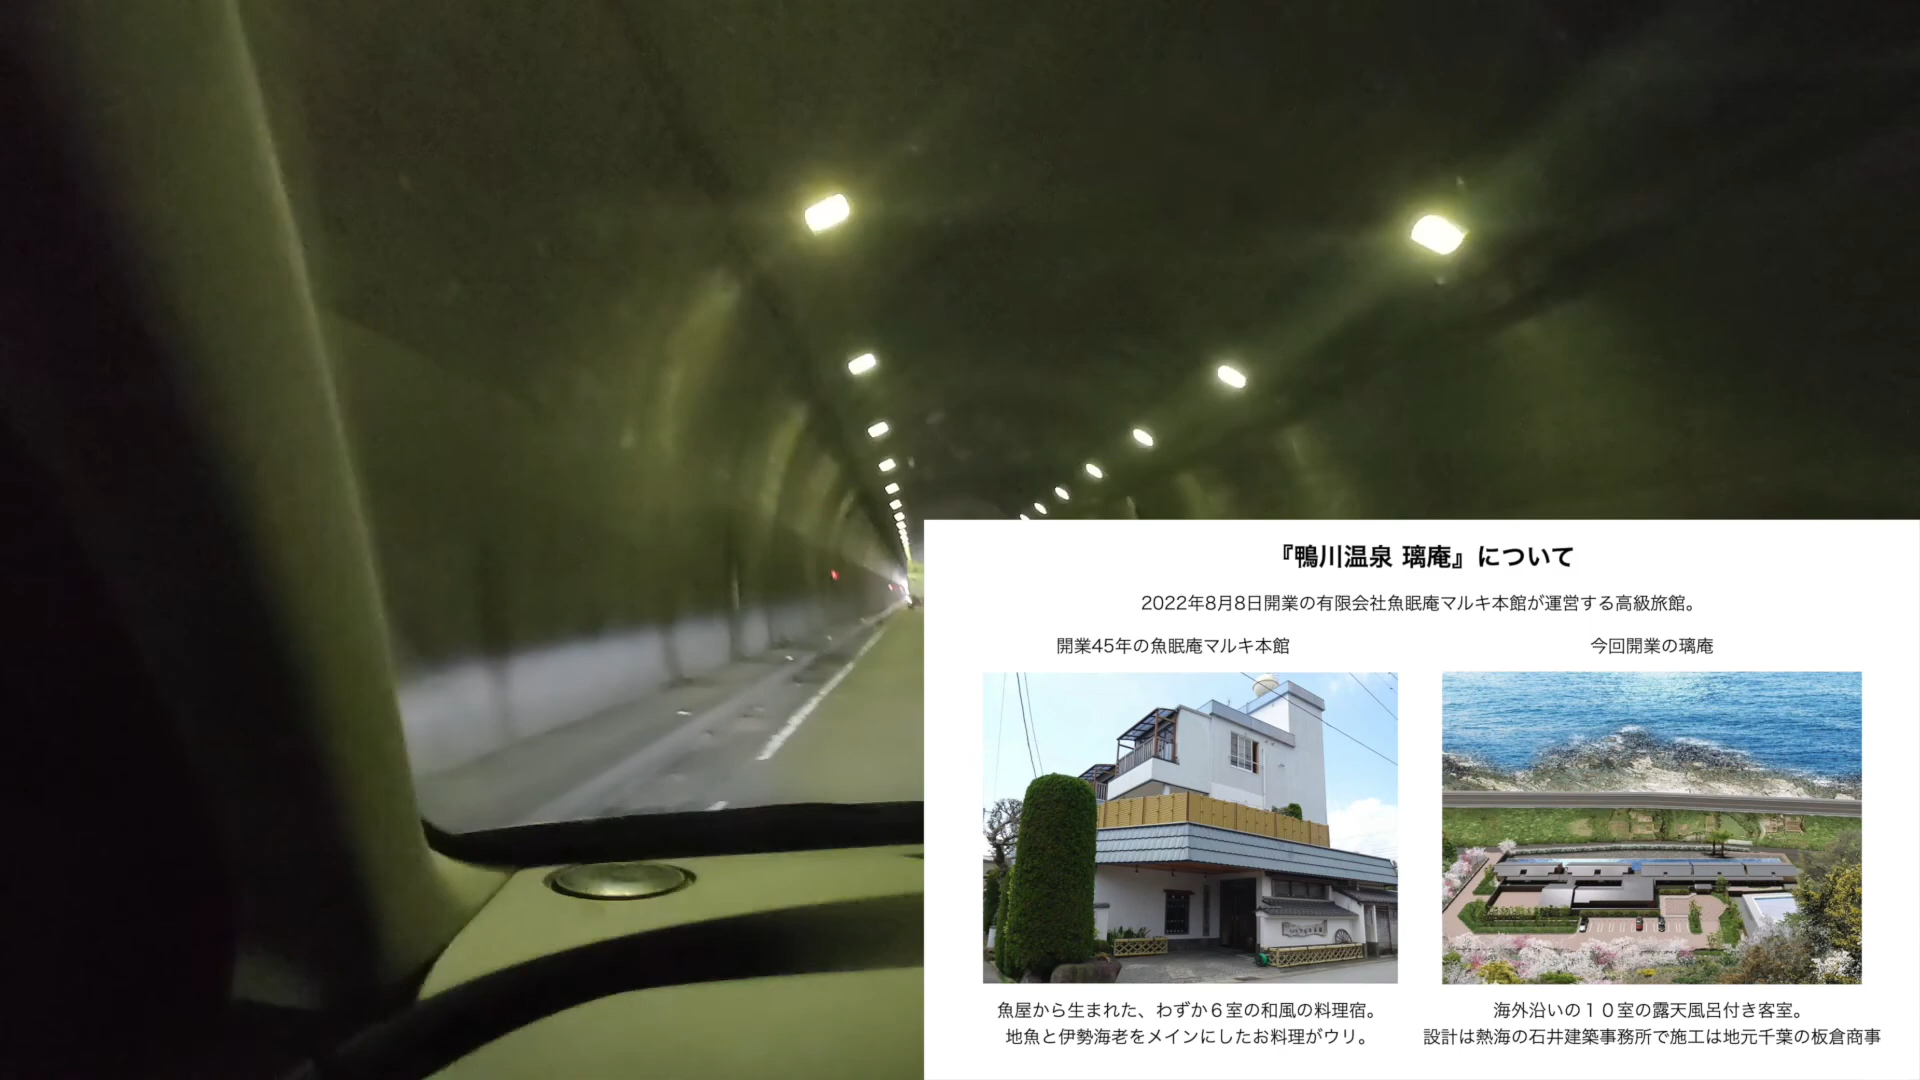 『鴨川温泉 璃庵』について
2022年8月8日開業の有限会社魚眠庵マルキ本館が運営する高級旅館。
開業45年の魚眠庵マルキ本館
今回開業の璃庵
魚屋から生まれた、わずか６室の和風の料理宿。
地魚と伊勢海老をメインにしたお料理がウリ。
海外沿いの１０室の露天風呂付き客室。
設計は熱海の石井建築事務所で施工は地元千葉の板倉商事